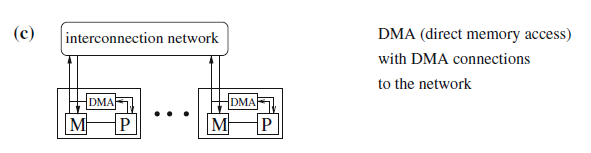 (c)
interconnection network
DMA (direct memory access)
with DMA connections
to the network
DMA
DMA
M P
M P